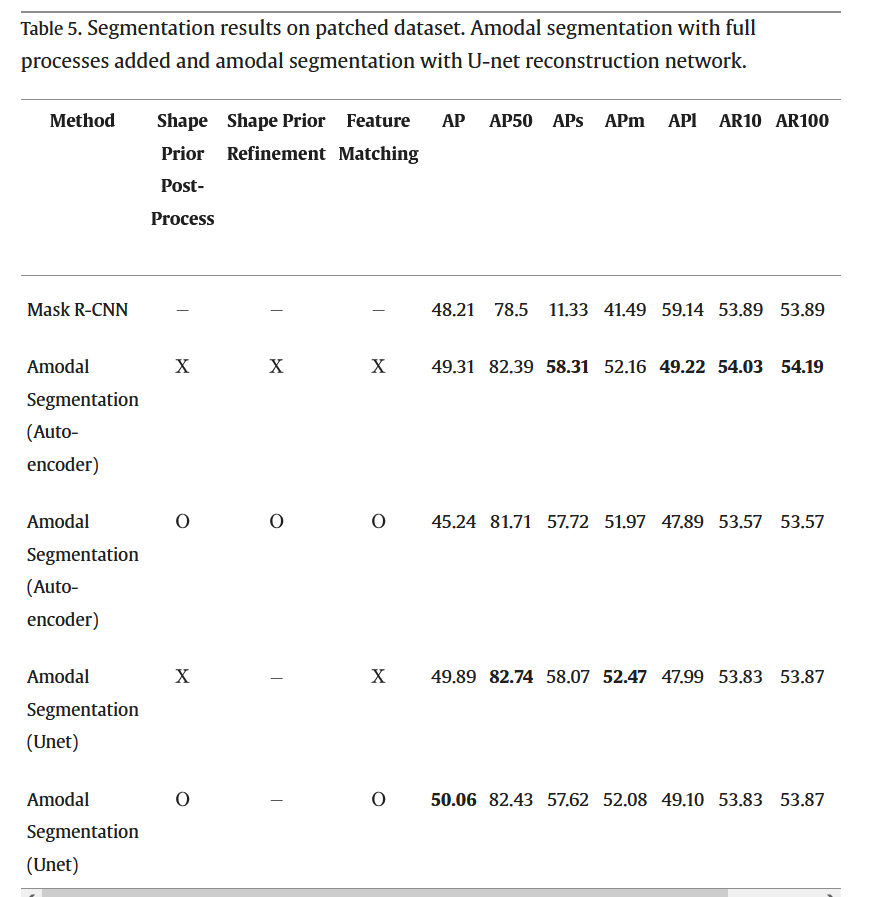 Table 5. Segmentation results on patched dataset. Amodal segmentation with full
processes added and amodal segmentation with U-net reconstruction network.
Method Shape Shape Prior Feature AP AP50 APs APm APl AR10 AR100
Prior Refinement Matching
Post-
Process
Mask R-CNN – – – 48.21 78.5 11.33 41.49 59.14 53.89 53.89
Amodal X X X 49.31 82.39 58.31 52.16 49.22 54.03 54.19
Segmentation
(Auto-
encoder)
Amodal O O O 45.24 81.71 57.72 51.97 47.89 53.57 53.57
Segmentation
(Auto-
encoder)
Amodal X – X 49.89 82.74 58.07 52.47 47.99 53.83 53.87
Segmentation
(Unet)
Amodal O – O 50.06 82.43 57.62 52.08 49.10 53.83 53.87
Segmentation
(Unet)